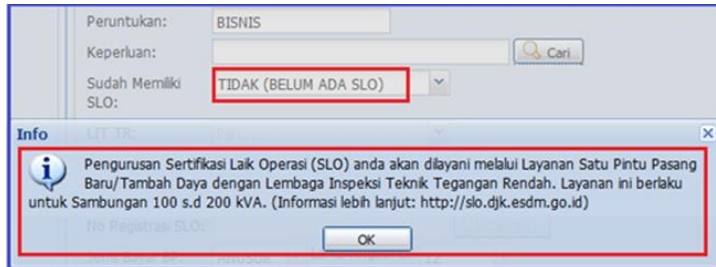 Peruntukan: BISNIS
Keperluan: Cari
Sudah Memiliki TIDAK (BELUM ADA SLO)
SLO:
Info
LIT TR:
Pengurusan Sertifikasi Laik Operasi (SLO) anda akan dilayani melalui Layanan Satu Pintu Pasang
Baru/Tambah Daya dengan Lembaga Inspeksi Teknik Tegangan Rendah. Layanan ini berlaku
untuk Sambungan 100 s.d 200 kVA. (Informasi lebih lanjut: http://slo.djk.esdm.go.id)
No Registrasi SLO:
OK